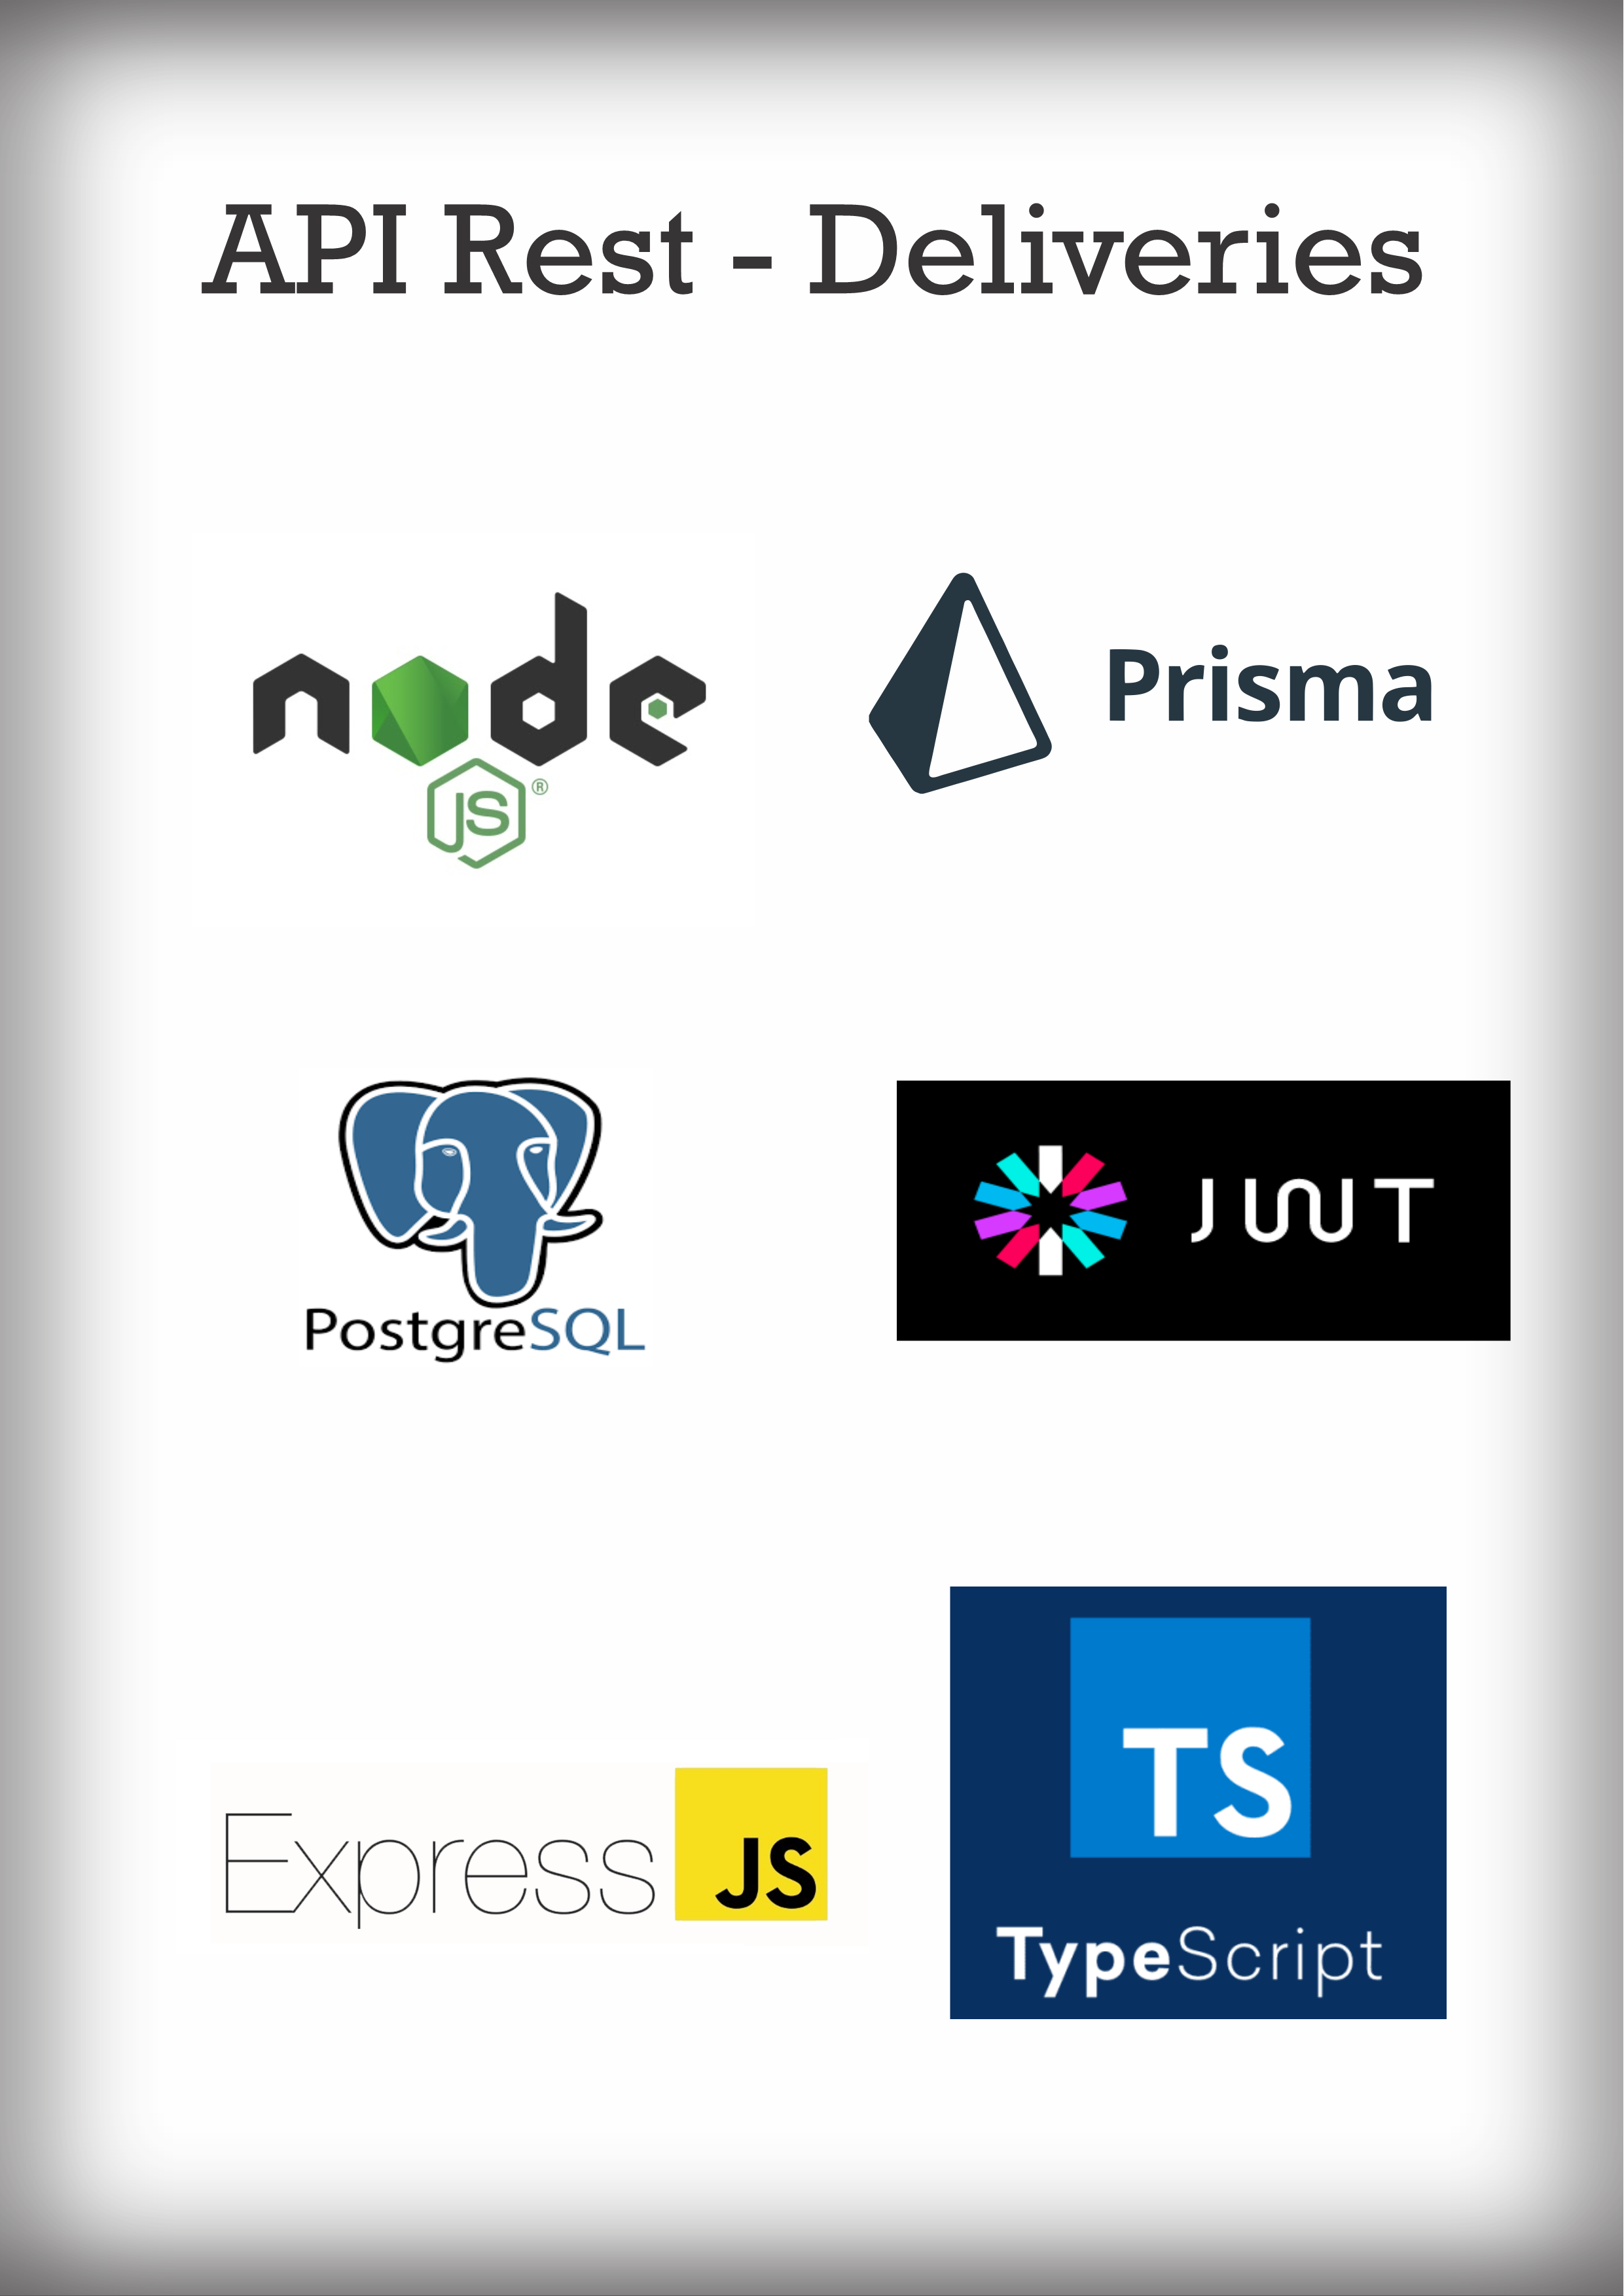 API Rest - Deliveries
node
JS ®
Prisma
PostgreSQL
JWT
Express JS
TS
TypeScript